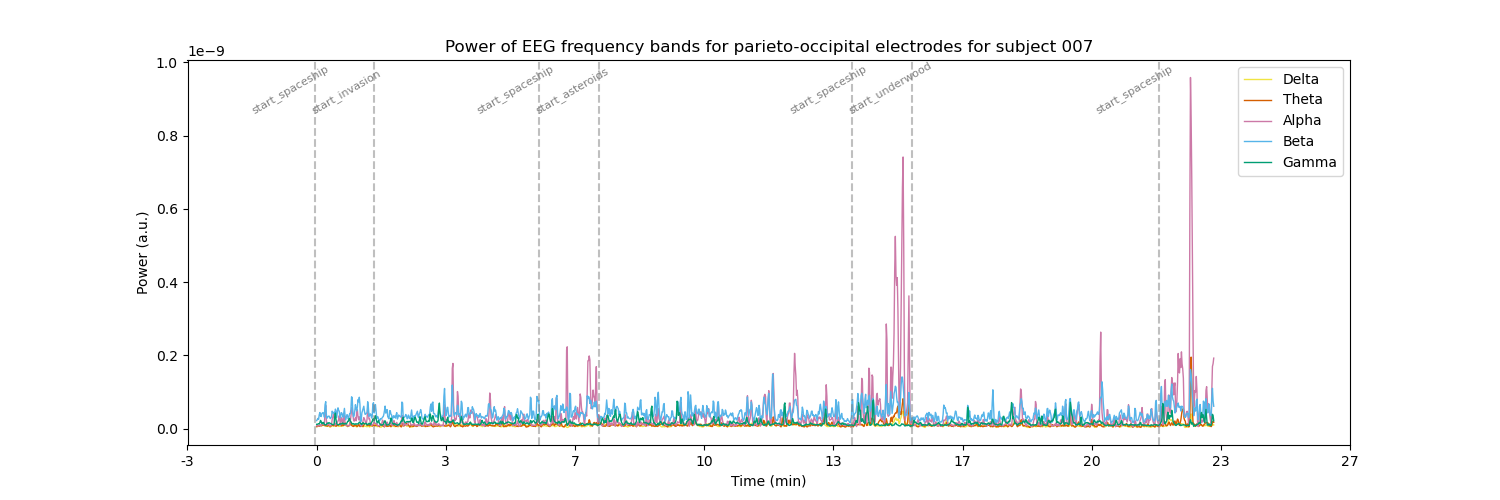 Power of EEG frequency bands for parieto-occipital electrodes for subject 007
1e−9
1.0
0.8
0.6
0.4
0.2
0.0
Power (a.u.)
start_spaceship
start_invasion
start_spaceship
start_asteroids
start_spaceship
start_underwood
start_spaceship
Delta
Theta
Alpha
Beta
Gamma
-3 0 3 7 10 13 17 20 23 27
Time (min)